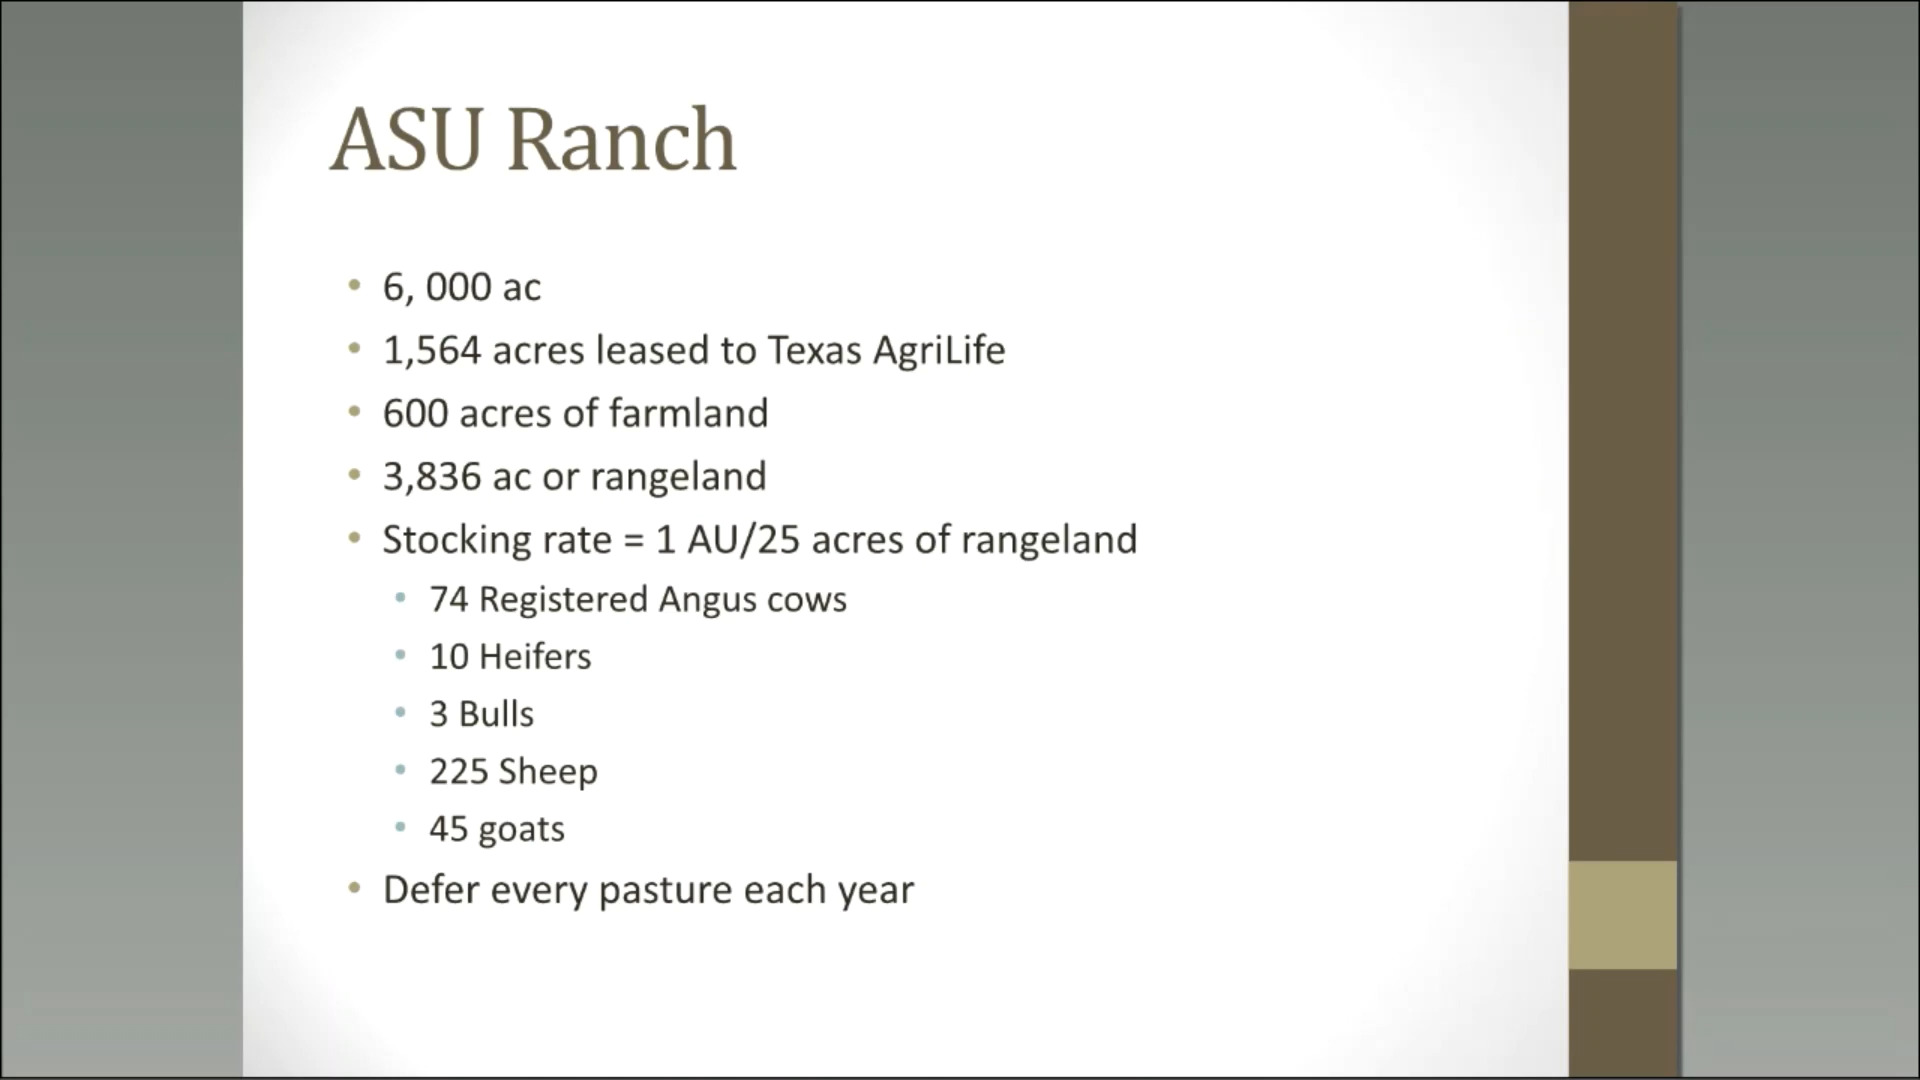 ASU Ranch
• 6, 000 ac
• 1,564 acres leased to Texas AgriLife
• 600 acres of farmland
• 3,836 ac or rangeland
• Stocking rate = 1 AU/25 acres of rangeland
• 74 Registered Angus cows
• 10 Heifers
• 3 Bulls
• 225 Sheep
• 45 goats
• Defer every pasture each year